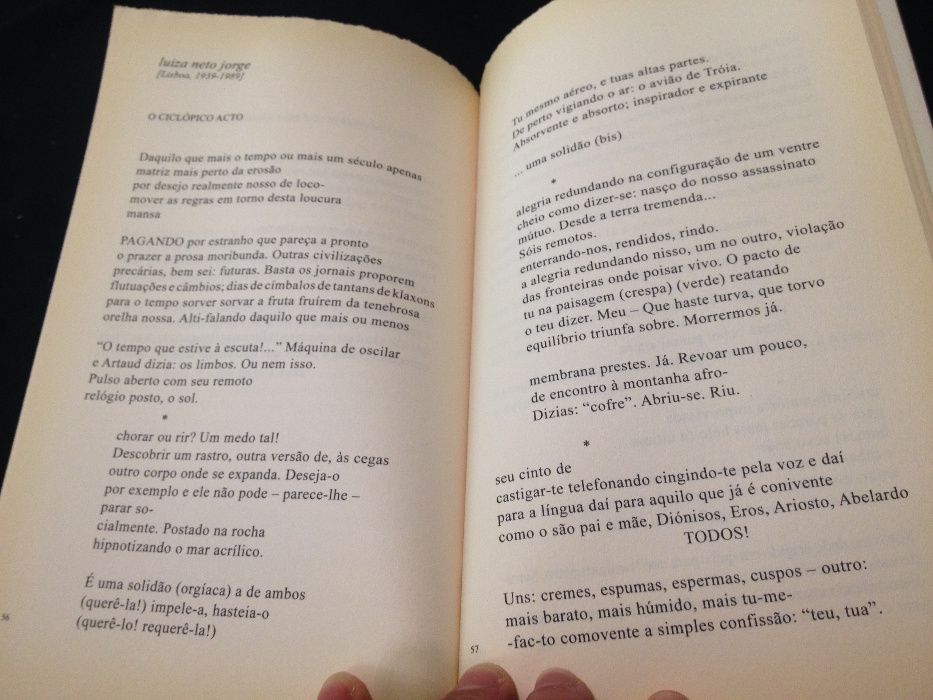 luiza neto jorge
[Lisboa, 1939-1989]
O CICLÓPICO ACTO
Daquilo que mais o tempo ou mais um século apenas
matriz mais perto da erosão
por desejo realmente nosso de loco-
mover as regras em torno desta loucura
mansa
PAGANDO por estranho que pareça a pronto
o prazer a prosa moribunda. Outras civilizações
precárias, bem sei: futuras. Basta os jornais proporem
flutuações e câmbios; dias de címbalos de tantans de klaxons
para o tempo sorver sorvar a fruta fruírem da tenebrosa
orelha nossa. Alti-falando daquilo que mais ou menos
"O tempo que estive à escuta!..." Máquina de oscilar
e Artaud dizia: os limbos. Ou nem isso.
Pulso aberto com seu remoto
relógio posto, o sol.
*
chorar ou rir? Um medo tal!
Descobrir um rastro, outra versão de, às cegas
outro corpo onde se expanda. Deseja-o
por exemplo e ele não pode – parece-lhe –
parar so-
cialmente. Postado na rocha
hipnotizando o mar acrílico.
É uma solidão (orgíaca) a de ambos
(querê-la!) impele-a, hasteia-o
(querê-lo! requerê-la!)
56
Tu mesmo aéreo, e tuas altas partes.
De perto vigiando o ar: o avião de Tróia.
Absorvente e absorto; inspirador e expirante
... uma solidão (bis)
*
alegria redundando na configuração de um ventre
cheio como dizer-se: nasço do nosso assassinato
mútuo. Desde a terra tremenda...
Sóis remotos.
enterrando-nos, rendidos, rindo.
a alegria redundando nisso, um no outro, violação
das fronteiras onde poisar vivo. O pacto de
tu na paisagem (crespa) (verde) reatando
o teu dizer. Meu – Que haste turva, que torvo
equilíbrio triunfa sobre. Morrermos já.
membrana prestes. Já. Revoar um pouco,
de encontro à montanha afro-
Dizias: "cofre". Abriu-se. Riu.
*
seu cinto de
castigar-te telefonando cingindo-te pela voz e daí
para a língua daí para aquilo que já é conivente
como o são pai e mãe, Diónisos, Eros, Ariosto, Abelardo
TODOS!
Uns: cremes, espumas, espermas, cuspos – outro:
mais barato, mais húmido, mais tu-me-
-fac-to comovente a simples confissão: "teu, tua".
57